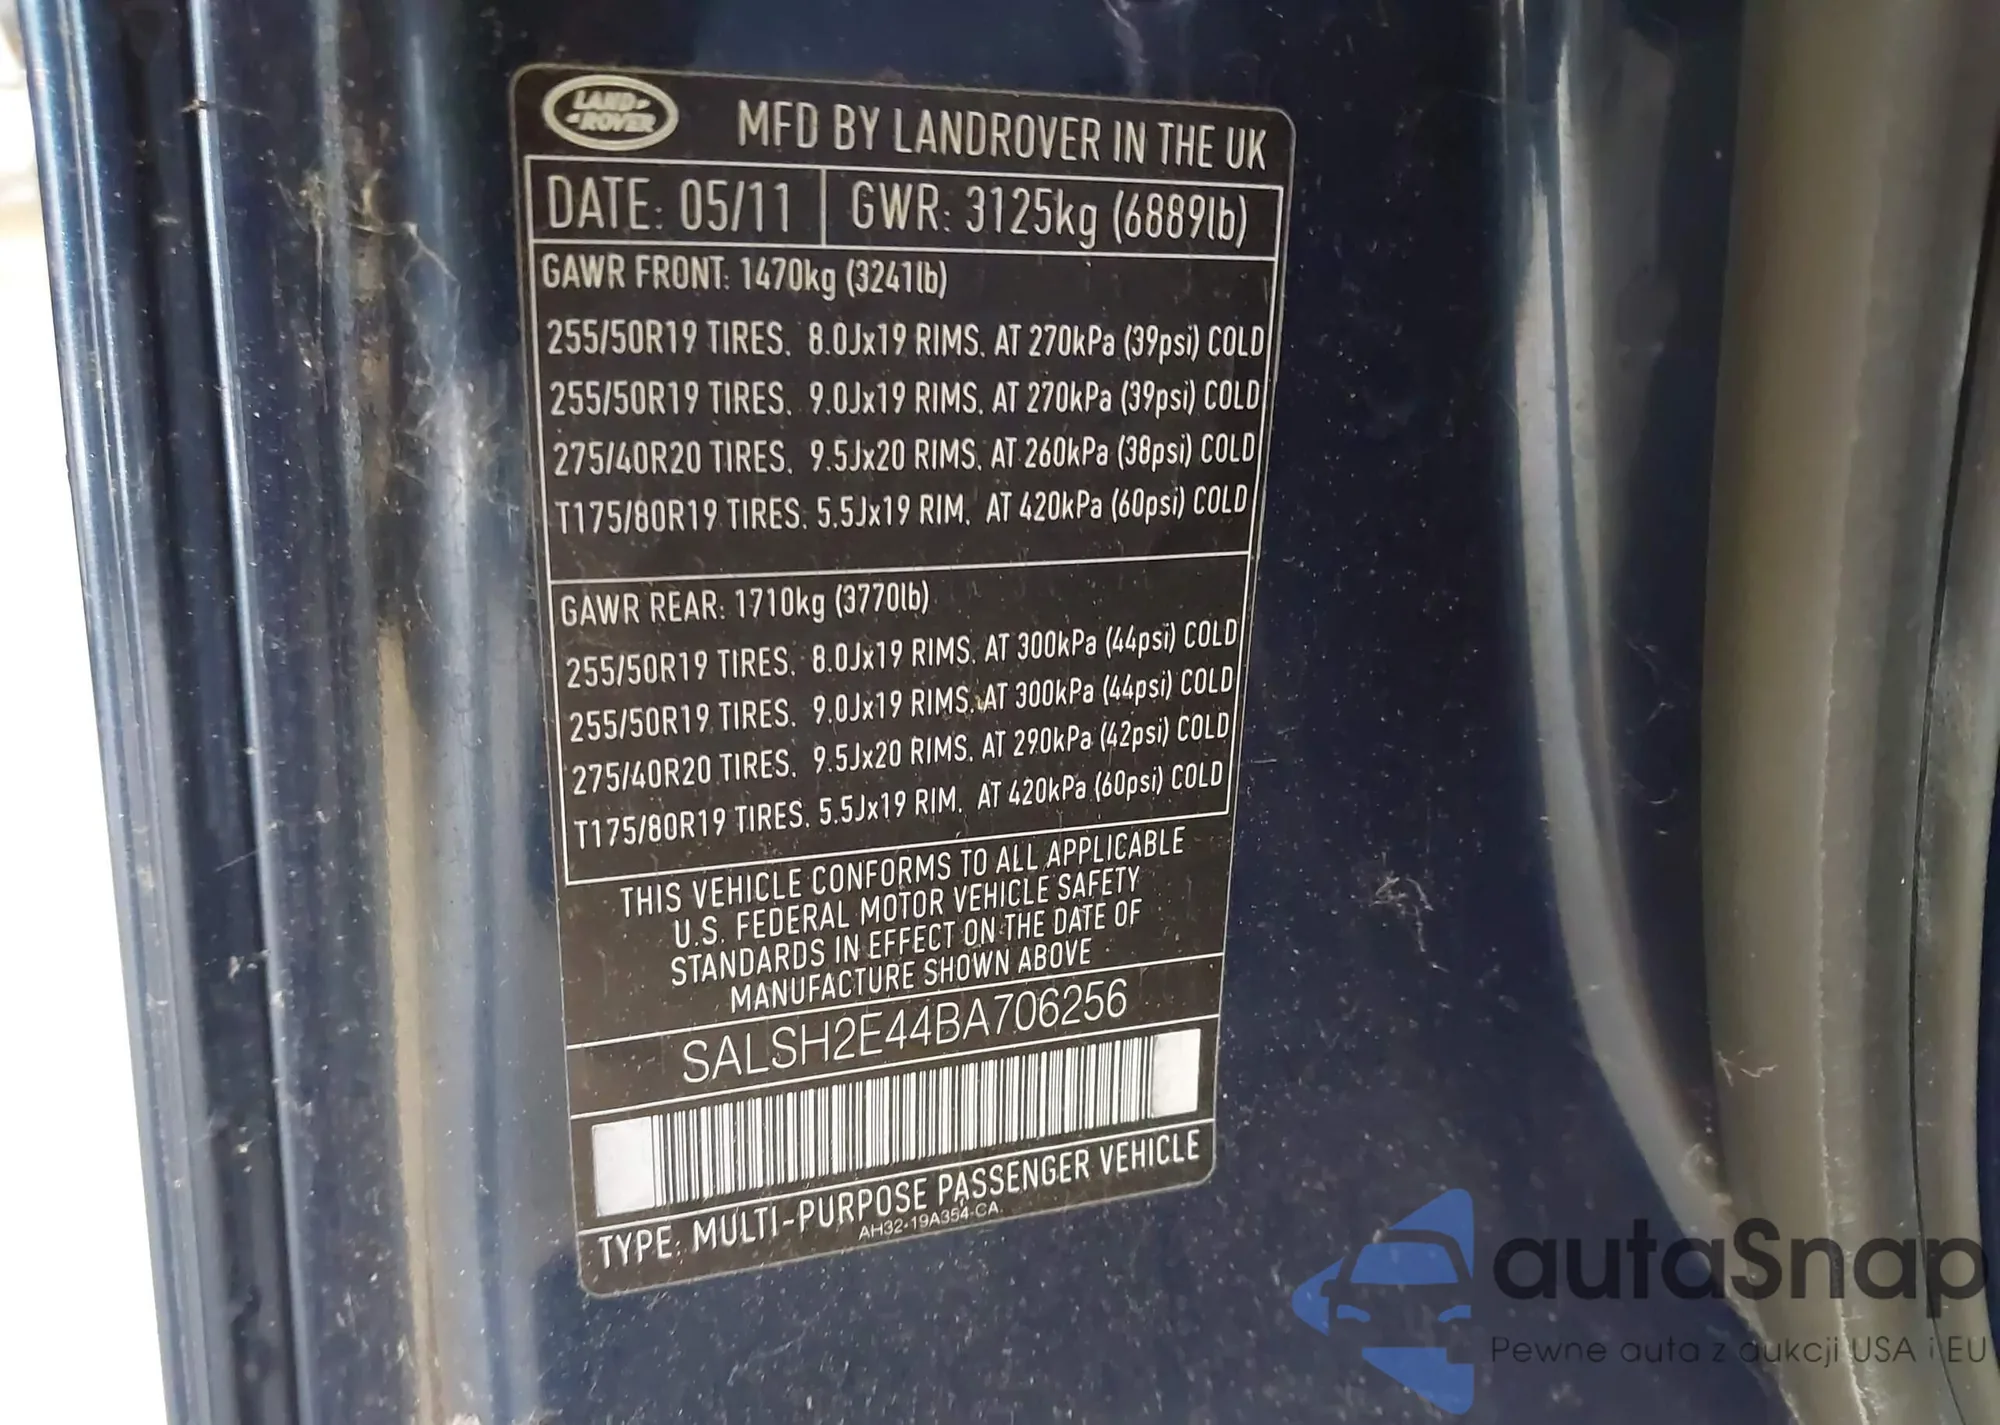 LAND-
-ROVER
MFD BY LANDROVER IN THE UK
DATE: 05/11 GWR: 3125kg (6889lb)
GAWR FRONT: 1470kg (3241lb)
255/50R19 TIRES. 8.0Jx19 RIMS. AT 270kPa (39psi) COLD
255/50R19 TIRES. 9.0Jx19 RIMS. AT 270kPa (39psi) COLD
275/40R20 TIRES. 9.5Jx20 RIMS. AT 260kPa (38psi) COLD
T175/80R19 TIRES. 5.5Jx19 RIM. AT 420kPa (60psi) COLD
GAWR REAR: 1710kg (3770lb)
255/50R19 TIRES. 8.0Jx19 RIMS. AT 300kPa (44psi) COLD
255/50R19 TIRES. 9.0Jx19 RIMS. AT 300kPa (44psi) COLD
275/40R20 TIRES. 9.5Jx20 RIMS. AT 290kPa (42psi) COLD
T175/80R19 TIRES. 5.5Jx19 RIM. AT 420kPa (60psi) COLD
THIS VEHICLE CONFORMS TO ALL APPLICABLE
U.S. FEDERAL MOTOR VEHICLE SAFETY
STANDARDS IN EFFECT ON THE DATE OF
MANUFACTURE SHOWN ABOVE
SALSH2E44BA706256
TYPE: MULTI-PURPOSE PASSENGER VEHICLE
AH32-19A354-CA
autaSnap
Pewne auta z aukcji USA i EU